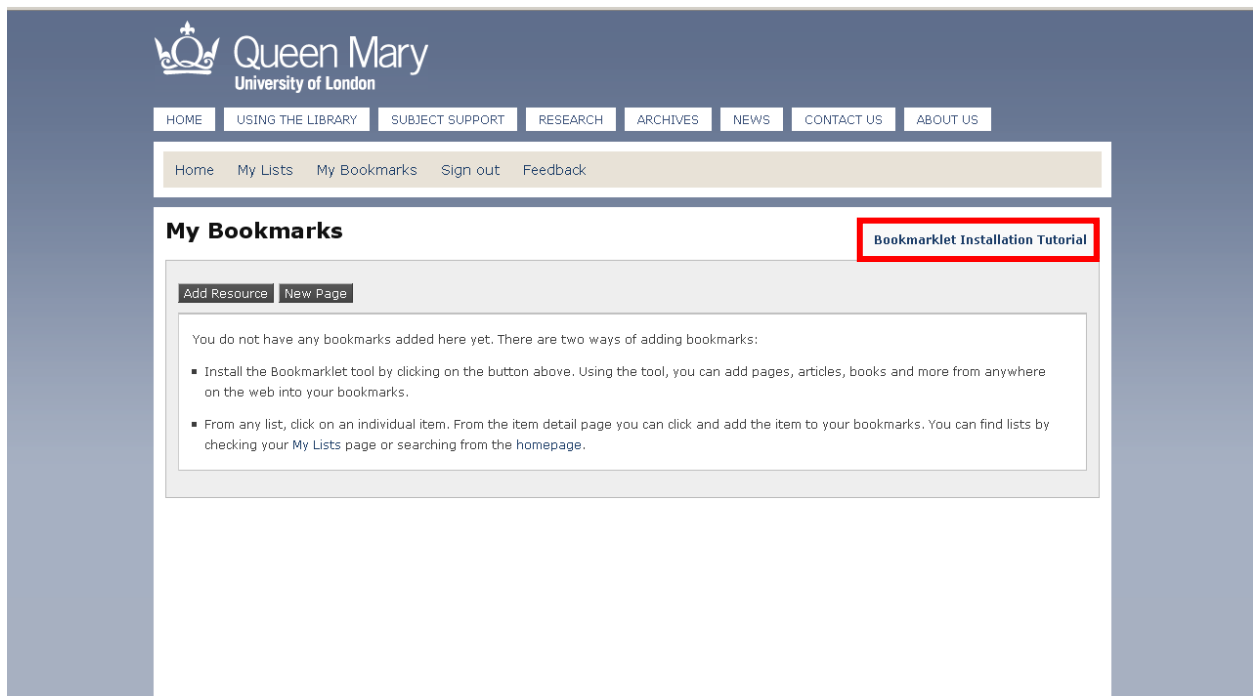 Queen Mary
University of London
HOME USING THE LIBRARY SUBJECT SUPPORT RESEARCH ARCHIVES NEWS CONTACT US ABOUT US
Home My Lists My Bookmarks Sign out Feedback
My Bookmarks
Bookmarklet Installation Tutorial
Add Resource New Page
You do not have any bookmarks added here yet. There are two ways of adding bookmarks:
▪ Install the Bookmarklet tool by clicking on the button above. Using the tool, you can add pages, articles, books and more from anywhere
on the web into your bookmarks.
▪ From any list, click on an individual item. From the item detail page you can click and add the item to your bookmarks. You can find lists by
checking your My Lists page or searching from the homepage.